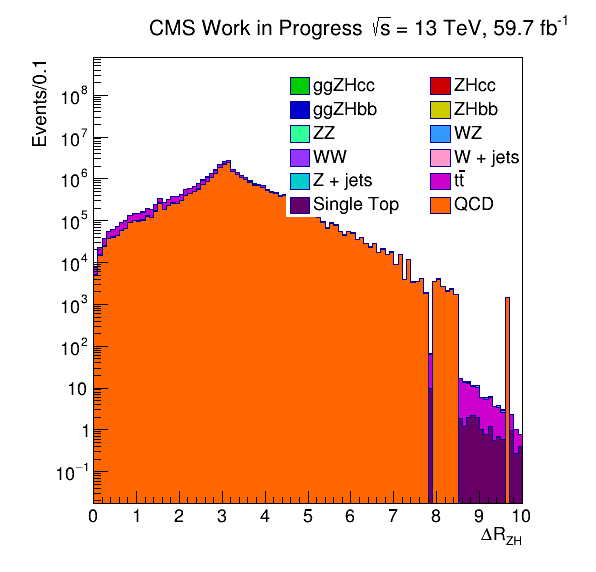 CMS Work in Progress √s = 13 TeV, 59.7 fb⁻¹
Events/0.1
ggZHcc ZHcc
ggZHbb ZHbb
ZZ WZ
WW W + jets
Z + jets tt̄
Single Top QCD
10⁸
10⁷
10⁶
10⁵
10⁴
10³
10²
10
1
10⁻¹
0 1 2 3 4 5 6 7 8 9 10
ΔR_ZH